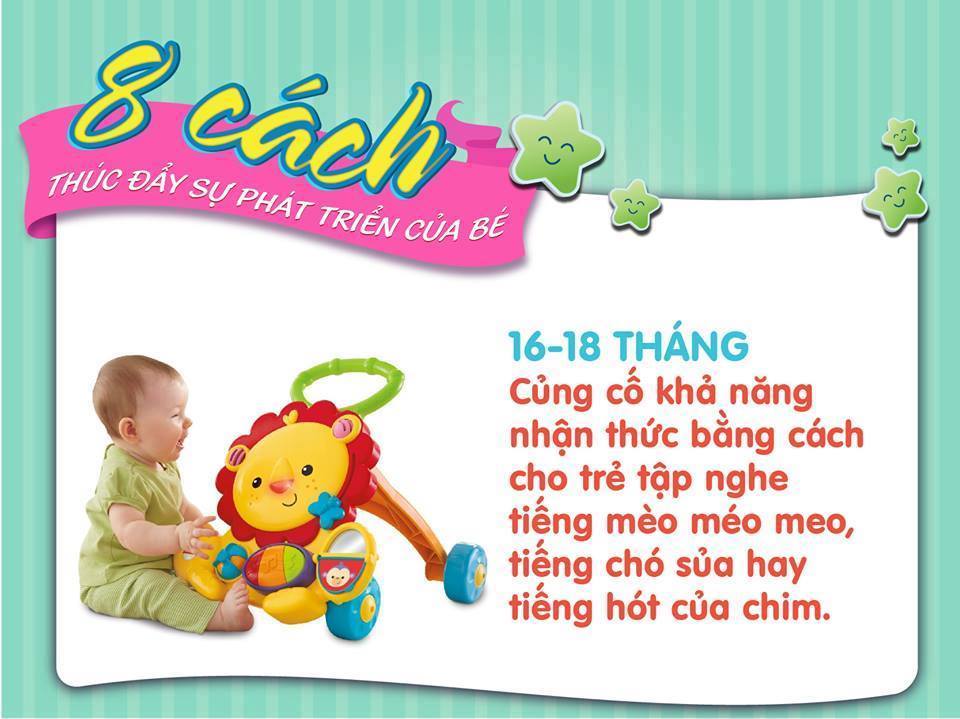 8 cách
THÚC ĐẨY SỰ PHÁT TRIỂN CỦA BÉ
16-18 THÁNG
Củng cố khả năng
nhận thức bằng cách
cho trẻ tập nghe
tiếng mèo méo meo,
tiếng chó sủa hay
tiếng hót của chim.